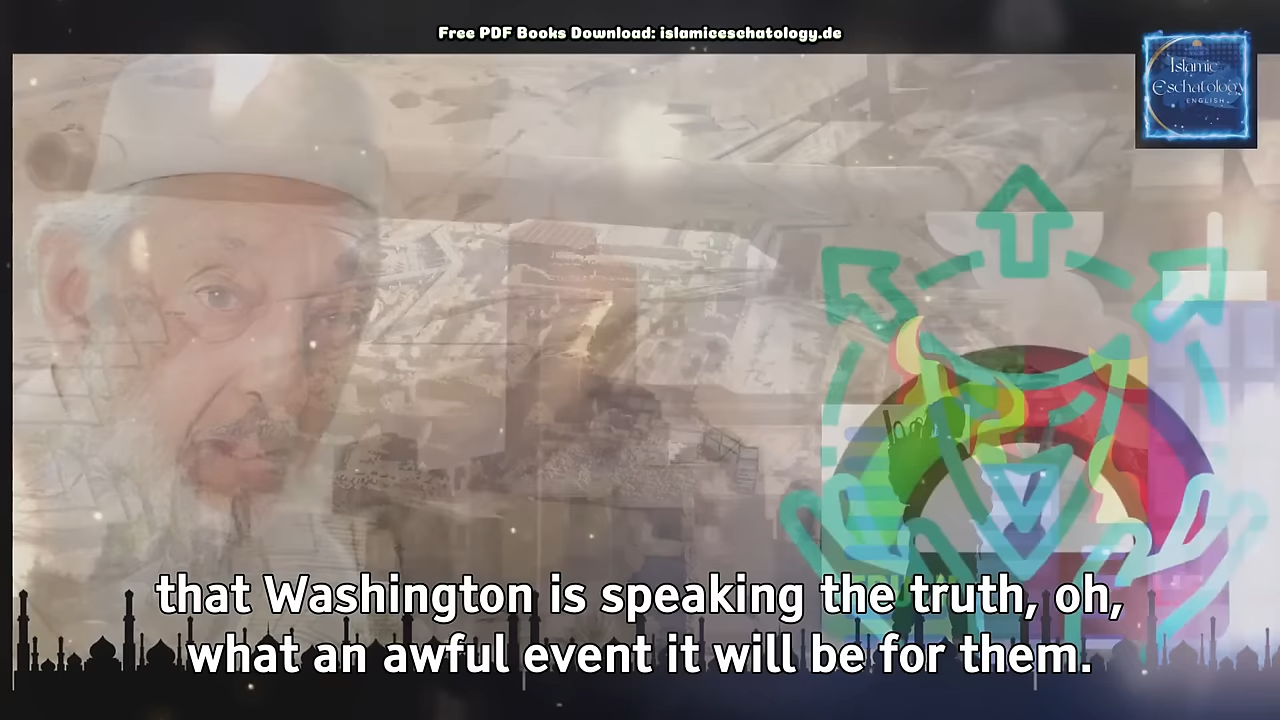 Free PDF Books Download: islamiceschatology.de
Islamic
Eschatology
ENGLISH
that Washington is speaking the truth, oh,
what an awful event it will be for them.